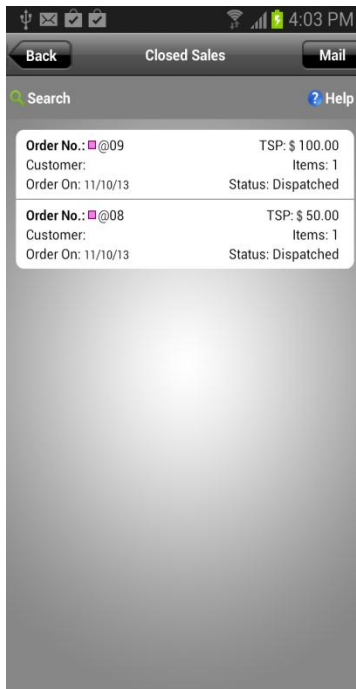 4:03 PM
Back Closed Sales Mail
Search ? Help
Order No.: @09 TSP: $ 100.00
Customer: Items: 1
Order On: 11/10/13 Status: Dispatched
Order No.: @08 TSP: $ 50.00
Customer: Items: 1
Order On: 11/10/13 Status: Dispatched